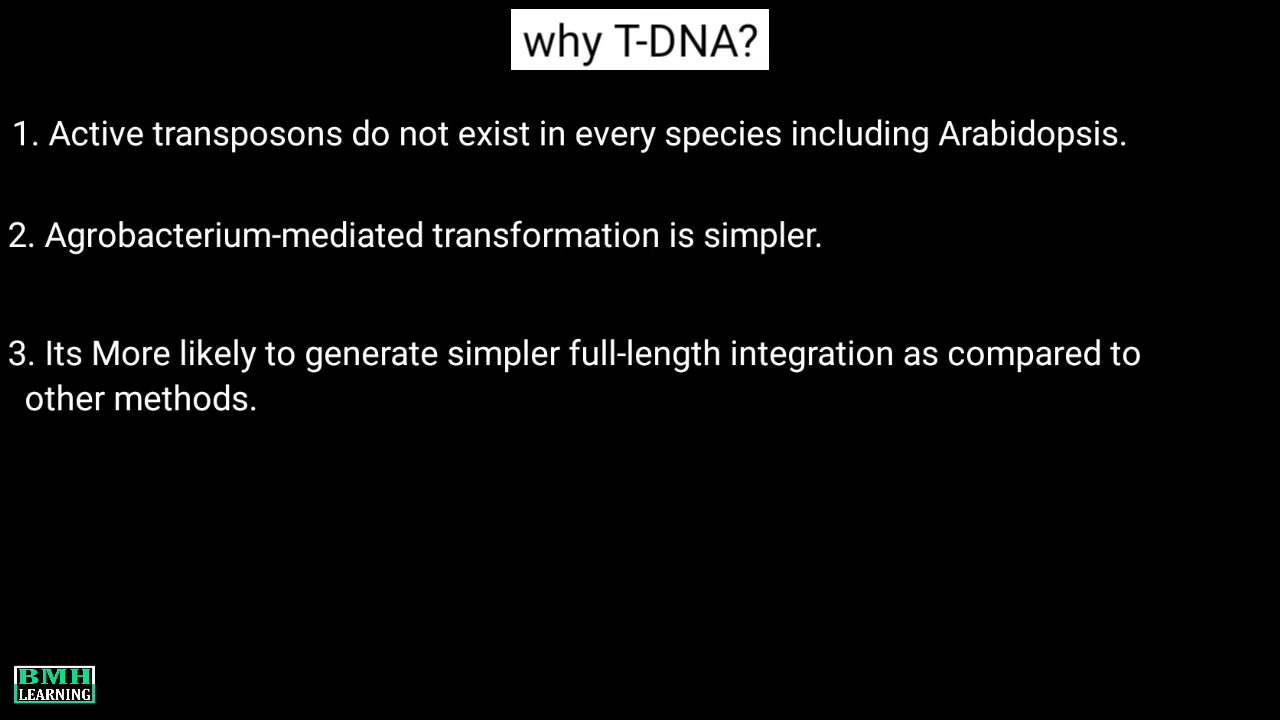 why T-DNA?
1. Active transposons do not exist in every species including Arabidopsis.
2. Agrobacterium-mediated transformation is simpler.
3. Its More likely to generate simpler full-length integration as compared to
other methods.
BMH
LEARNING